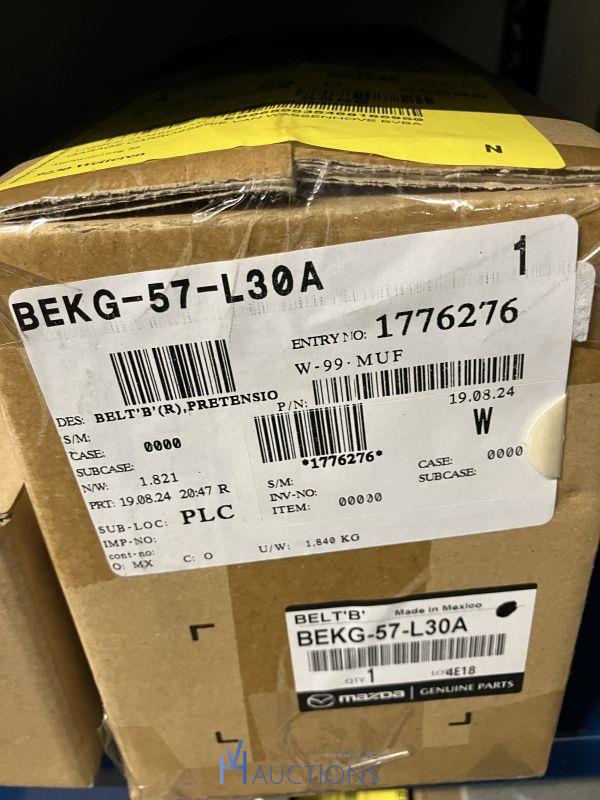 N
1
BEKG-57-L30A
ENTRY NO: 1776276
W-99·MUF
DES: BELT'B'(R),PRETENSIO
P/N:
19.08.24
S/M:
W
CASE: 0000
*1776276*
SUBCASE:
CASE: 0000
N/W: 1.821
S/M:
SUBCASE:
PRT: 19.08.24 20:47 R
INV-NO:
SUB-LOC: PLC
ITEM: 00000
IMP-NO:
cont-no:
O: MX C: O U/W: 1,840 KG
BELT'B' Made in Mexico
BEKG-57-L30A
QTY 1 LOT 4E18
mazda GENUINE PARTS
ONLINE
VH AUCTIONS